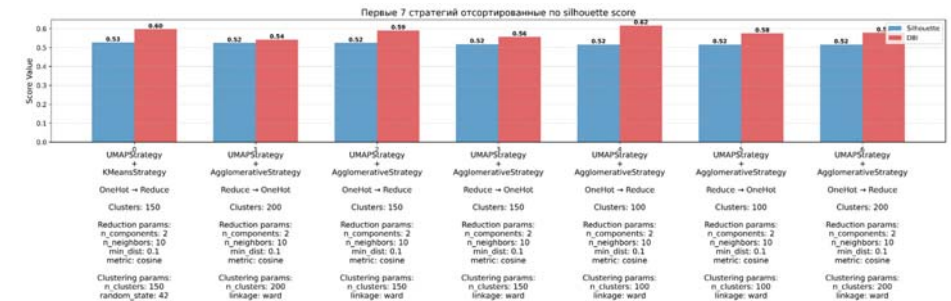 Первые 7 стратегий отсортированные по silhouette score
Silhouette
DBI
Score Value
0.6
0.5
0.4
0.3
0.2
0.1
0.0
0.53 0.60 0.52 0.54 0.52 0.59 0.52 0.56 0.52 0.62 0.52 0.58 0.52
0 1 2 3 4 5 6
UMAPStrategy UMAPStrategy UMAPStrategy UMAPStrategy UMAPStrategy UMAPStrategy UMAPStrategy
+ + + + + + +
KMeansStrategy AgglomerativeStrategy AgglomerativeStrategy AgglomerativeStrategy AgglomerativeStrategy AgglomerativeStrategy AgglomerativeStrategy
OneHot → Reduce Reduce → OneHot OneHot → Reduce Reduce → OneHot OneHot → Reduce Reduce → OneHot OneHot → Reduce
Clusters: 150 Clusters: 200 Clusters: 150 Clusters: 150 Clusters: 100 Clusters: 100 Clusters: 200
Reduction params: Reduction params: Reduction params: Reduction params: Reduction params: Reduction params: Reduction params:
n_components: 2 n_components: 2 n_components: 2 n_components: 2 n_components: 2 n_components: 2 n_components: 2
n_neighbors: 10 n_neighbors: 10 n_neighbors: 10 n_neighbors: 10 n_neighbors: 10 n_neighbors: 10 n_neighbors: 10
min_dist: 0.1 min_dist: 0.1 min_dist: 0.1 min_dist: 0.1 min_dist: 0.1 min_dist: 0.1 min_dist: 0.1
metric: cosine metric: cosine metric: cosine metric: cosine metric: cosine metric: cosine metric: cosine
Clustering params: Clustering params: Clustering params: Clustering params: Clustering params: Clustering params: Clustering params:
n_clusters: 150 n_clusters: 200 n_clusters: 150 n_clusters: 150 n_clusters: 100 n_clusters: 100 n_clusters: 200
random_state: 42 linkage: ward linkage: ward linkage: ward linkage: ward linkage: ward linkage: ward